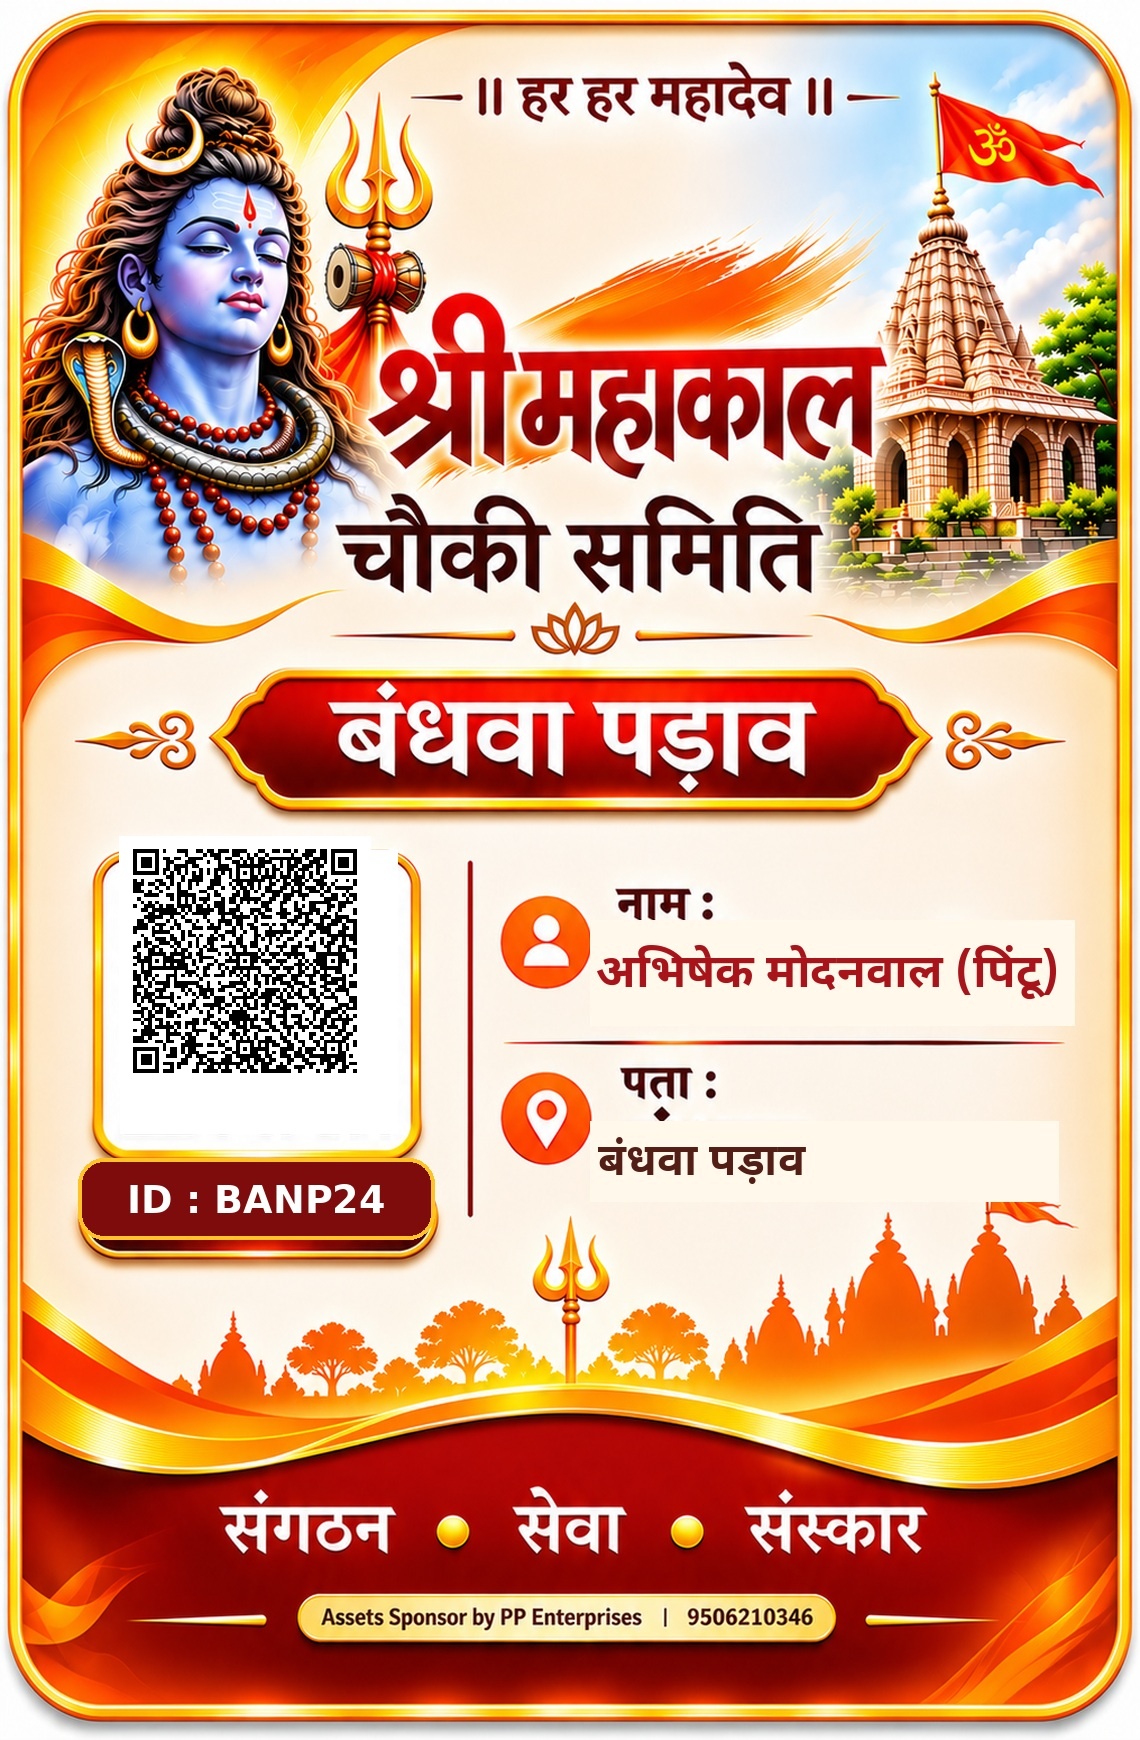 ॥ हर हर महादेव ॥
ॐ
श्री महाकाल
चौकी समिति
बंधवा पड़ाव
नाम :
अभिषेक मोदनवाल (पिंटू)
पता :
बंधवा पड़ाव
ID : BANP24
संगठन • सेवा • संस्कार
Assets Sponsor by PP Enterprises | 9506210346